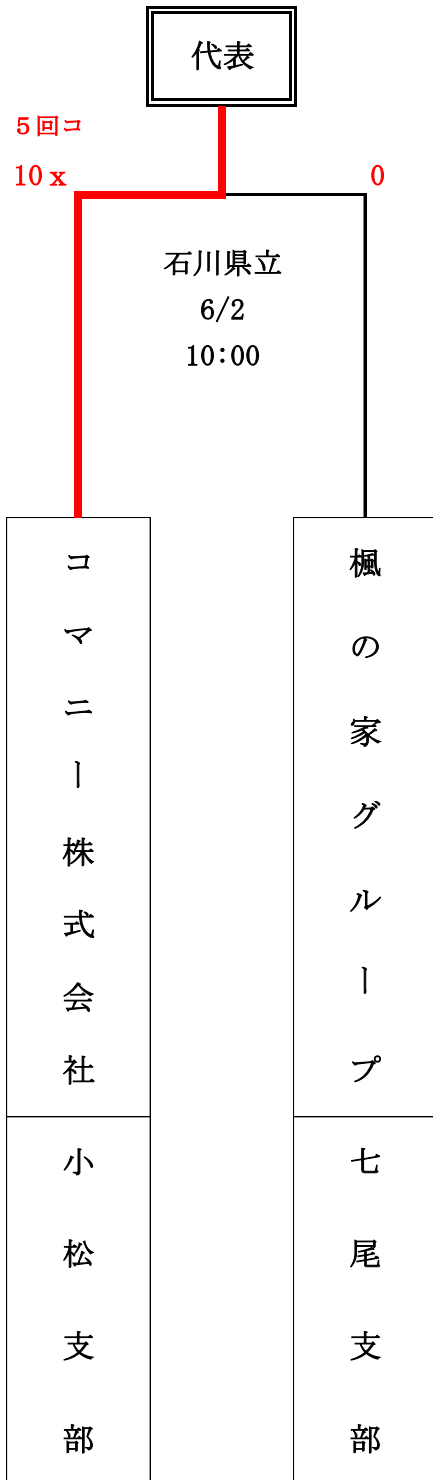 代表
５回コ
10ｘ
0
石川県立
6/2
10：00
コマニー株式会社
小松支部
楓の家グループ
七尾支部